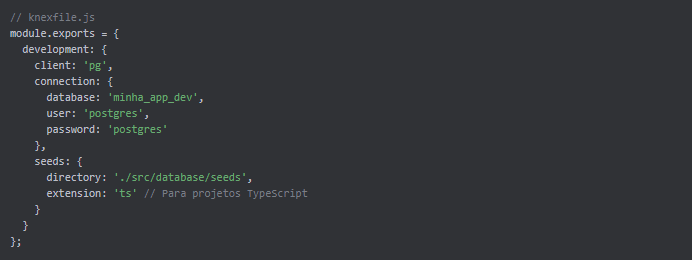 // knexfile.js
module.exports = {
  development: {
    client: 'pg',
    connection: {
      database: 'minha_app_dev',
      user: 'postgres',
      password: 'postgres'
    },
    seeds: {
      directory: './src/database/seeds',
      extension: 'ts' // Para projetos TypeScript
    }
  }
};